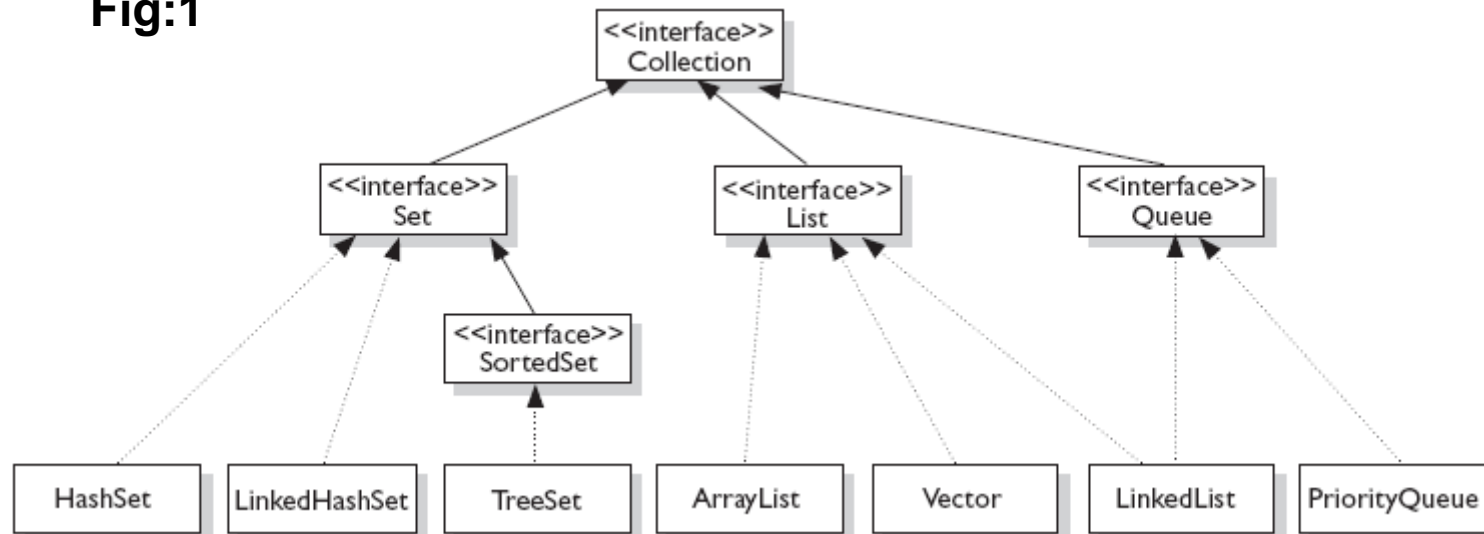 Fig:1
<<interface>>
Collection
<<interface>>
Set
<<interface>>
List
<<interface>>
Queue
<<interface>>
SortedSet
HashSet
LinkedHashSet
TreeSet
ArrayList
Vector
LinkedList
PriorityQueue